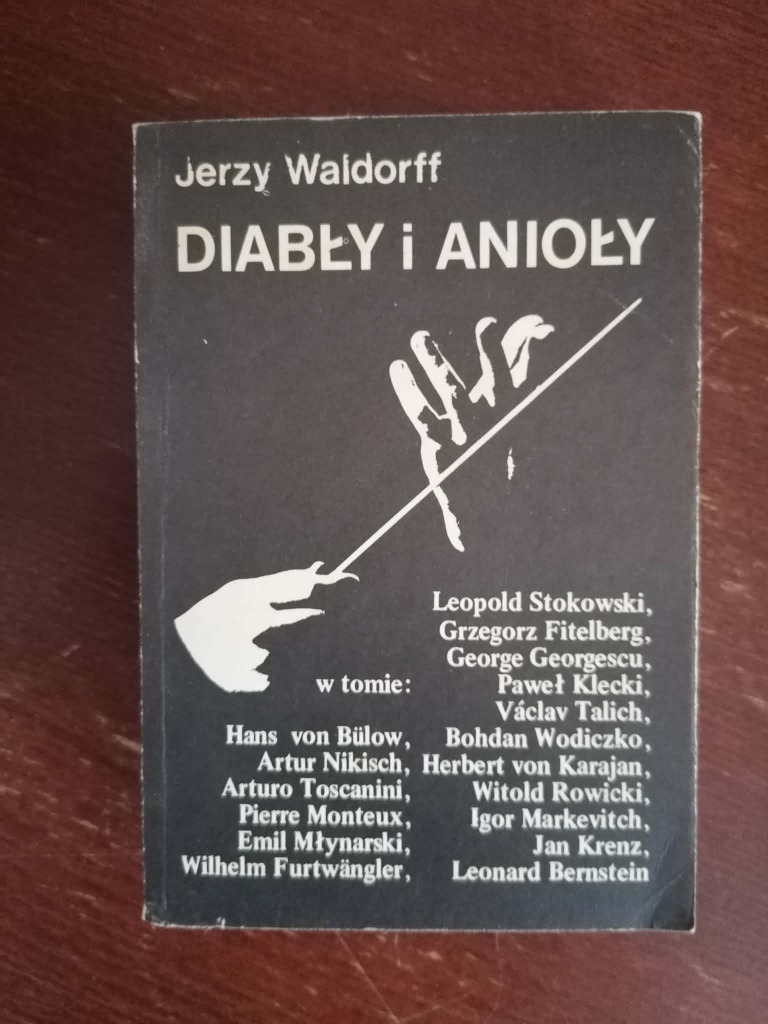 Jerzy Waldorff
DIABŁY i ANIOŁY
w tomie:
Hans von Bülow,
Artur Nikisch,
Arturo Toscanini,
Pierre Monteux,
Emil Młynarski,
Wilhelm Furtwängler,
Leopold Stokowski,
Grzegorz Fitelberg,
George Georgescu,
Paweł Klecki,
Václav Talich,
Bohdan Wodiczko,
Herbert von Karajan,
Witold Rowicki,
Igor Markevitch,
Jan Krenz,
Leonard Bernstein